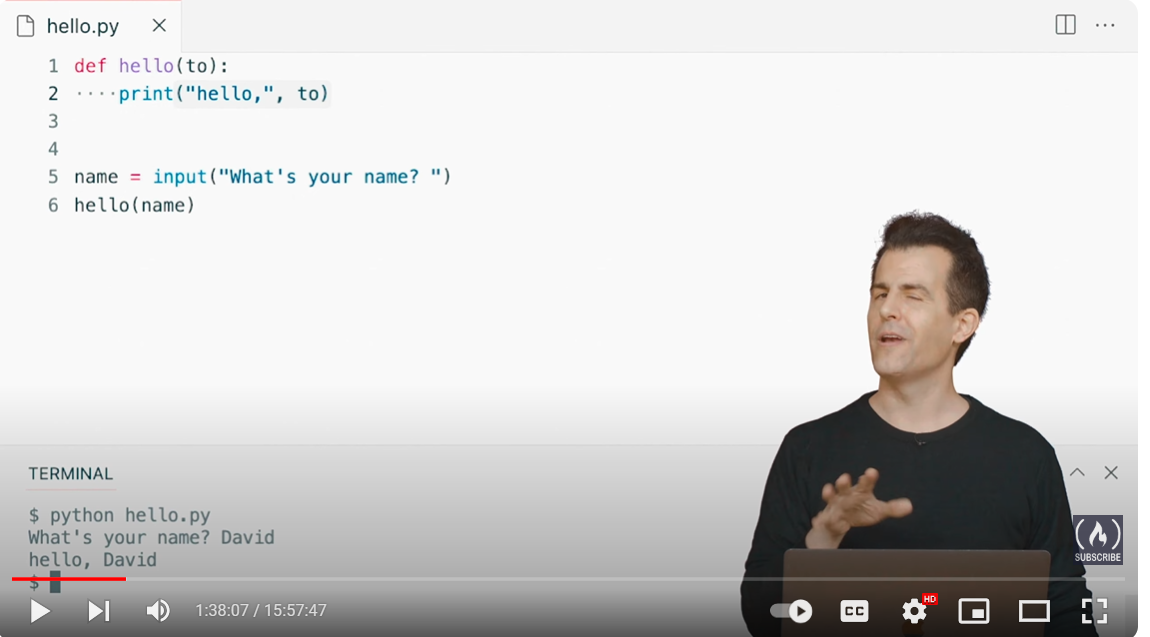 hello.py
1 def hello(to):
2 ····print("hello,", to)
3
4
5 name = input("What's your name? ")
6 hello(name)
TERMINAL
$ python hello.py
What's your name? David
hello, David
$
SUBSCRIBE
1:38:07 / 15:57:47
CC
HD